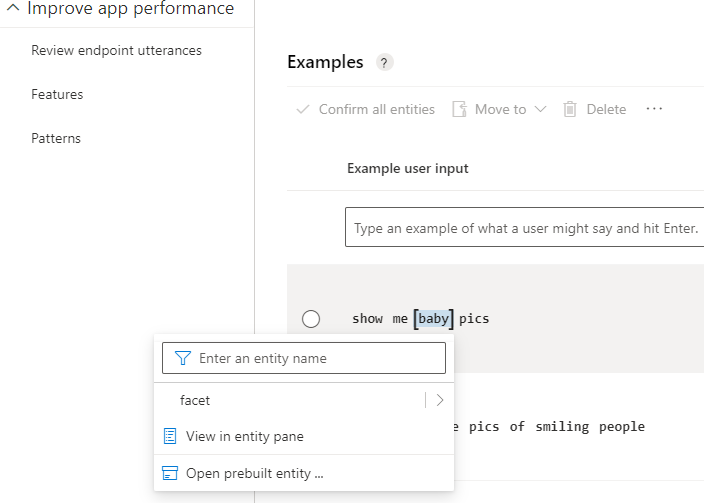 Improve app performance
Review endpoint utterances
Features
Patterns
Examples ?
Confirm all entities Move to Delete ...
Example user input
Type an example of what a user might say and hit Enter.
show me [baby] pics
Enter an entity name
facet
View in entity pane
Open prebuilt entity ...
pics of smiling people